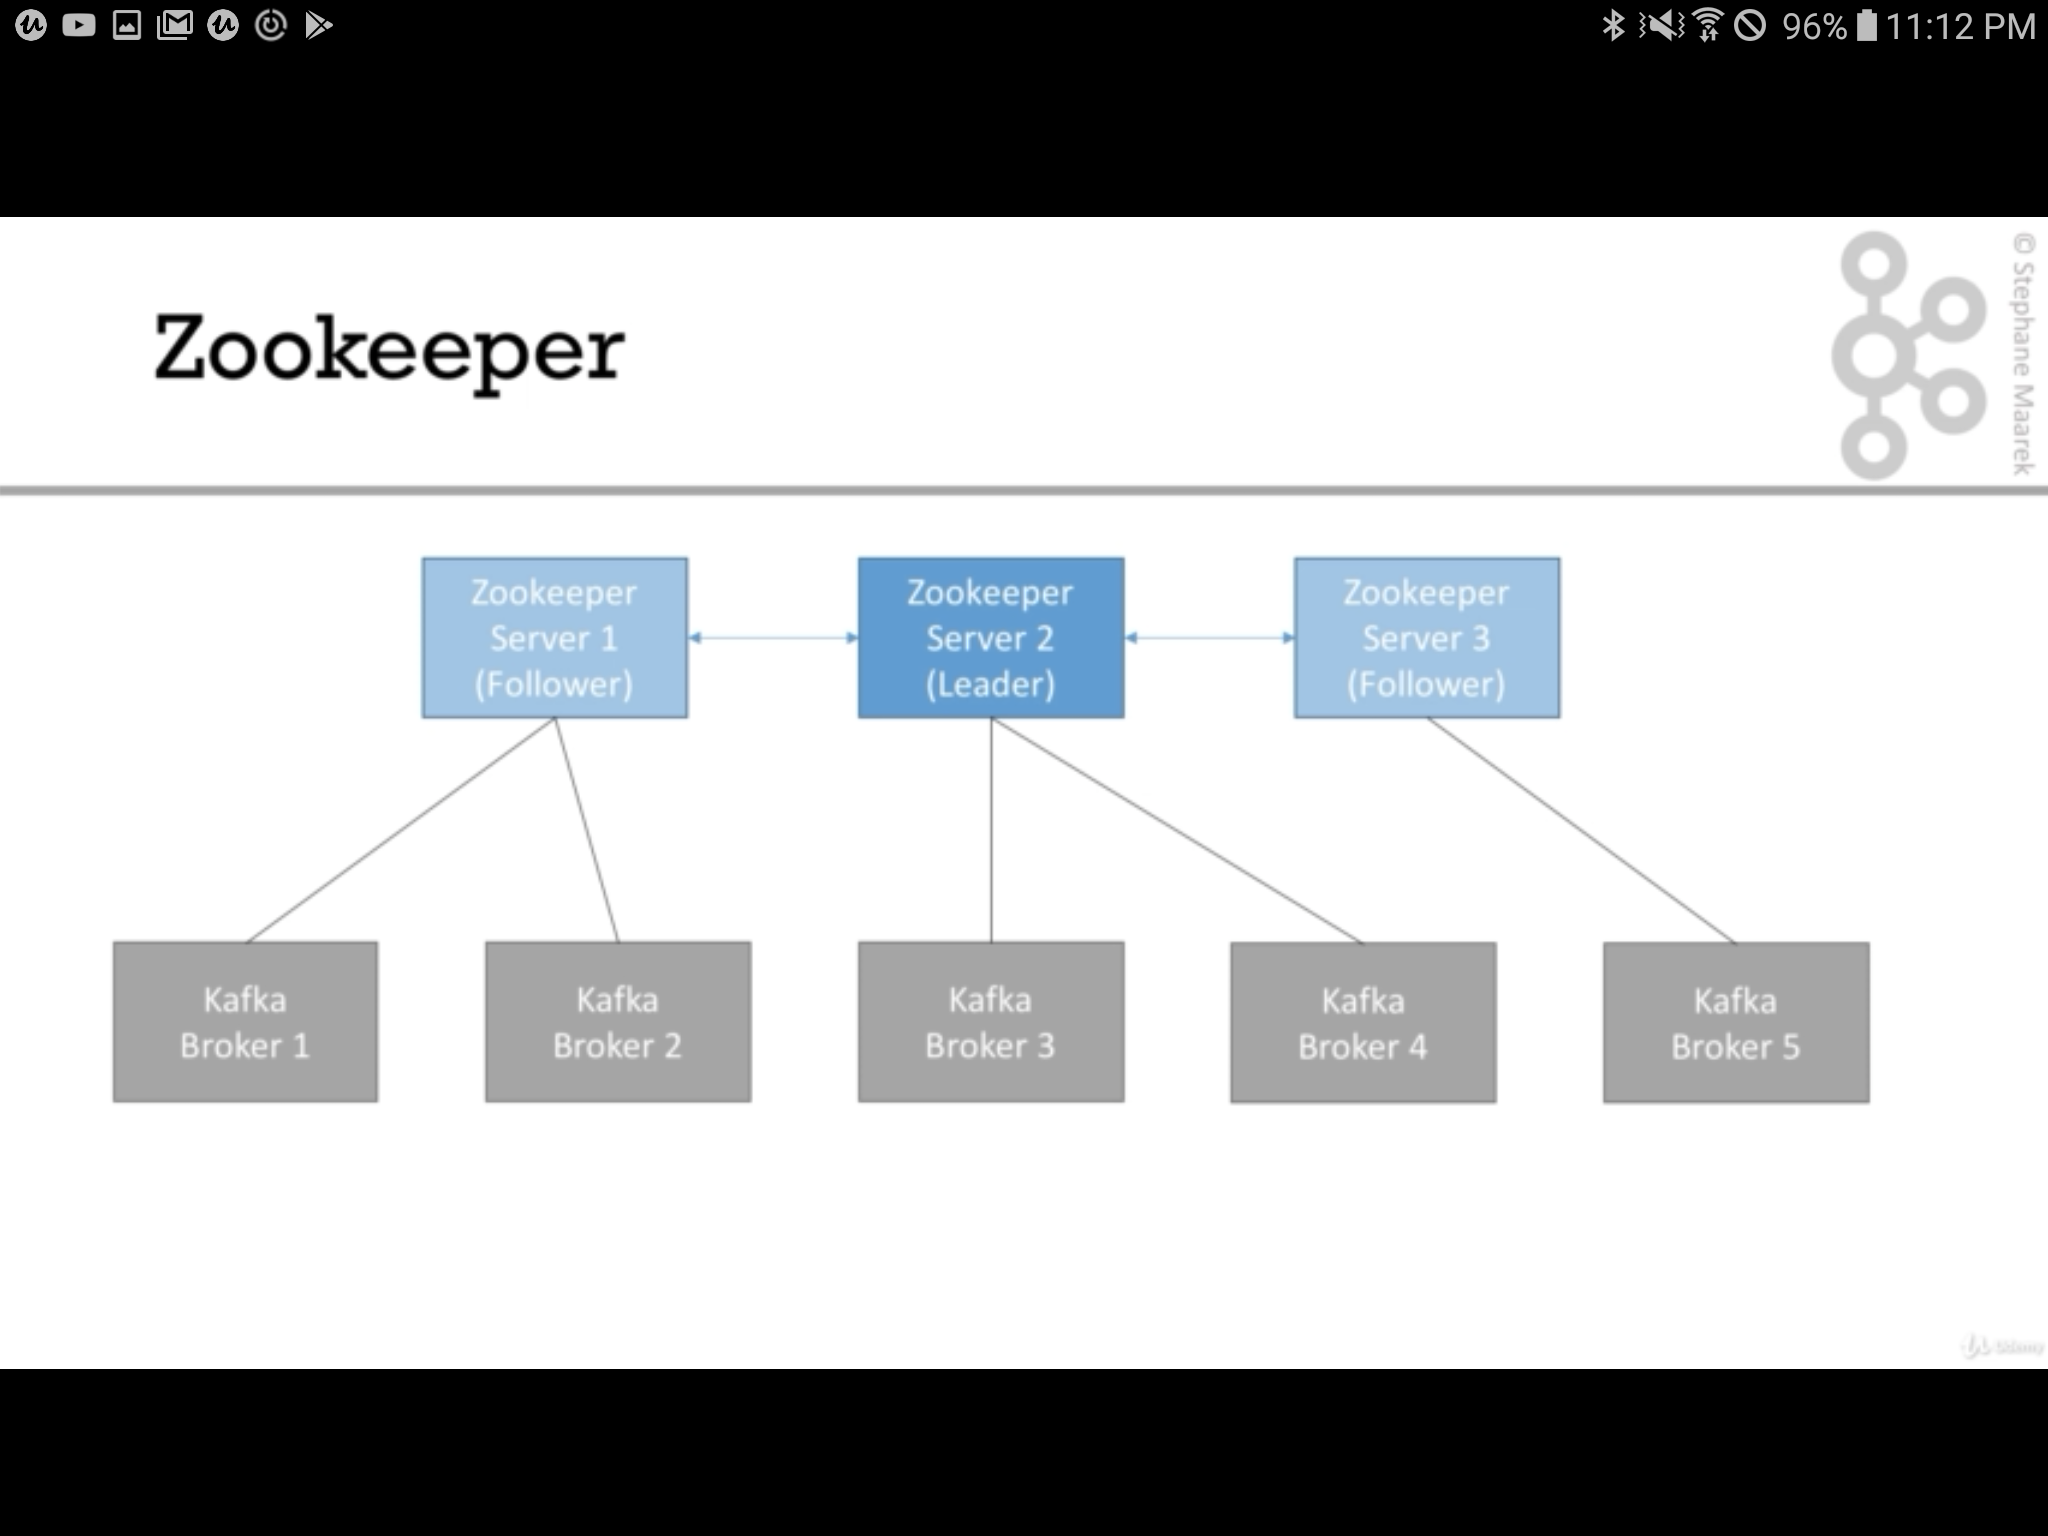 96% 11:12 PM
© Stephane Maarek
Zookeeper
Zookeeper
Server 1
(Follower)
Zookeeper
Server 2
(Leader)
Zookeeper
Server 3
(Follower)
Kafka
Broker 1
Kafka
Broker 2
Kafka
Broker 3
Kafka
Broker 4
Kafka
Broker 5
Udemy